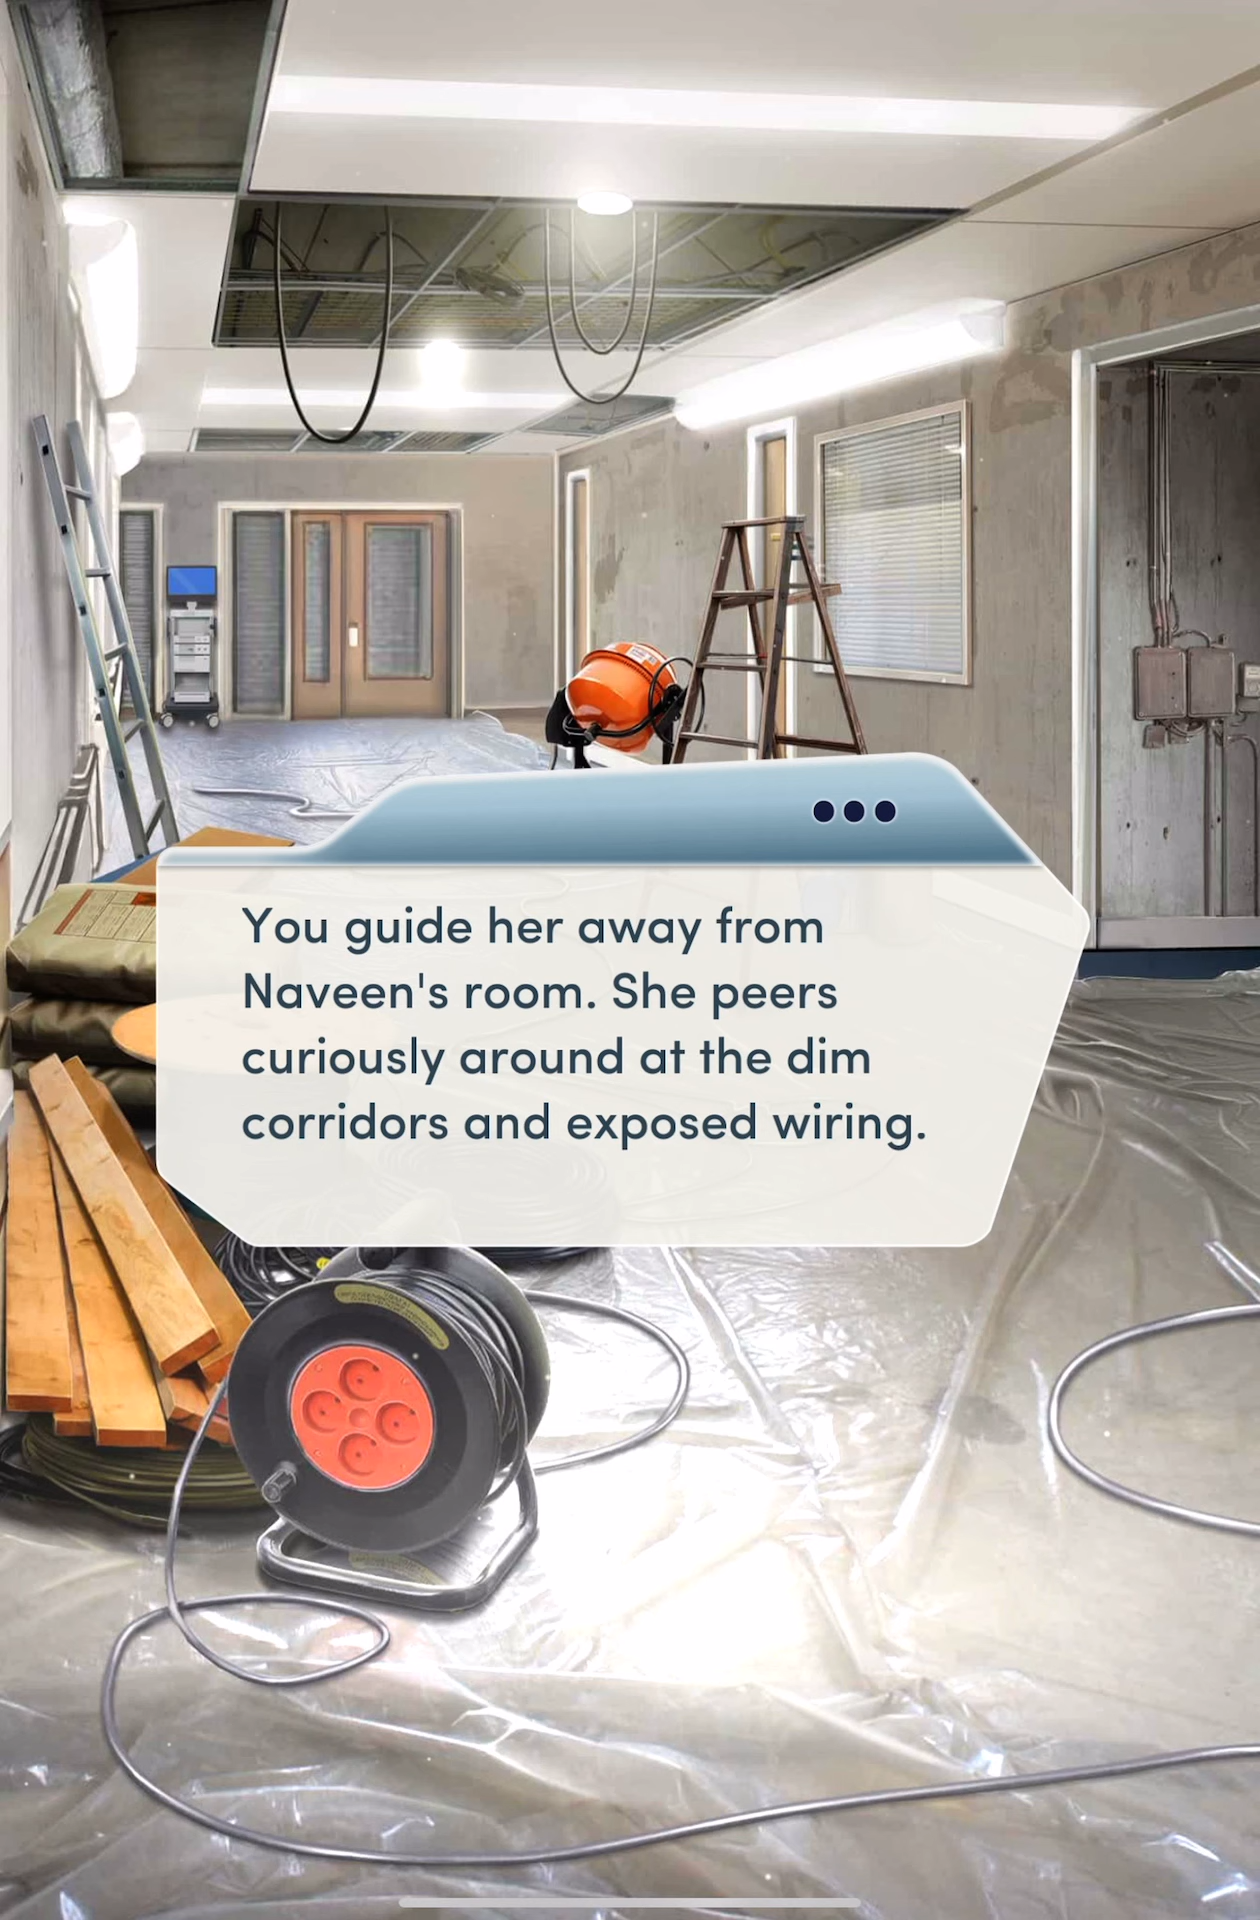 You guide her away from
Naveen's room. She peers
curiously around at the dim
corridors and exposed wiring.